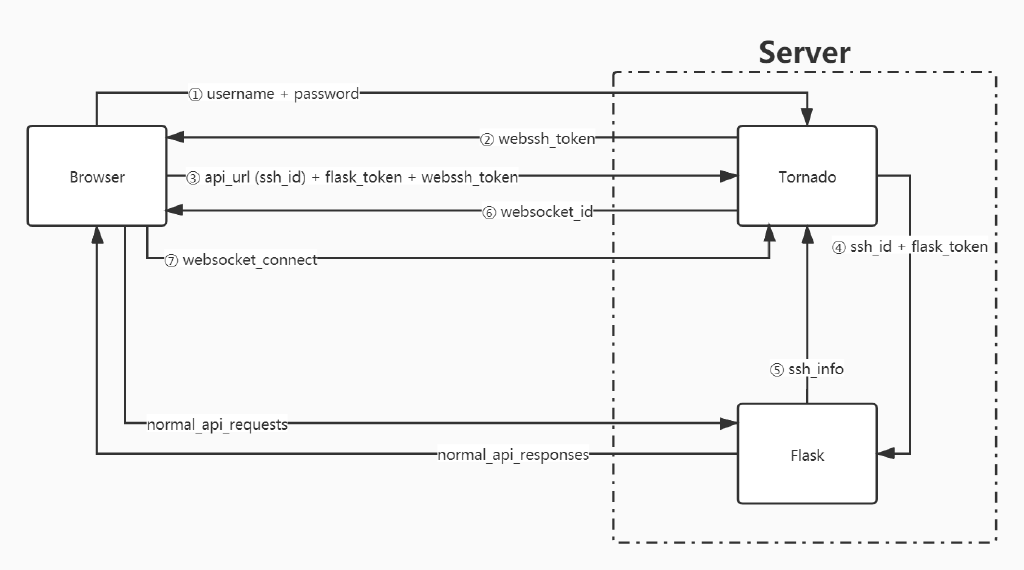 Server
① username + password
② webssh_token
Browser
③ api_url (ssh_id) + flask_token + webssh_token
Tornado
⑥ websocket_id
④ ssh_id + flask_token
⑦ websocket_connect
⑤ ssh_info
normal_api_requests
normal_api_responses
Flask